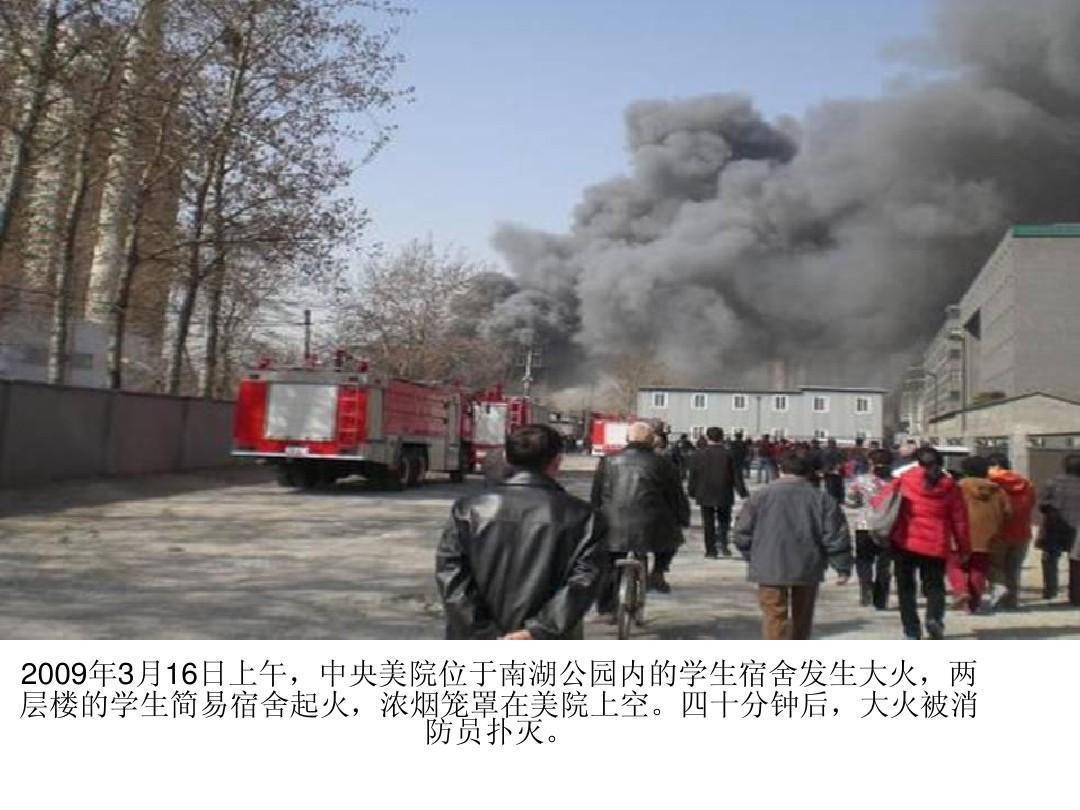 2009年3月16日上午，中央美院位于南湖公园内的学生宿舍发生大火，两
层楼的学生简易宿舍起火，浓烟笼罩在美院上空。四十分钟后，大火被消
防员扑灭。